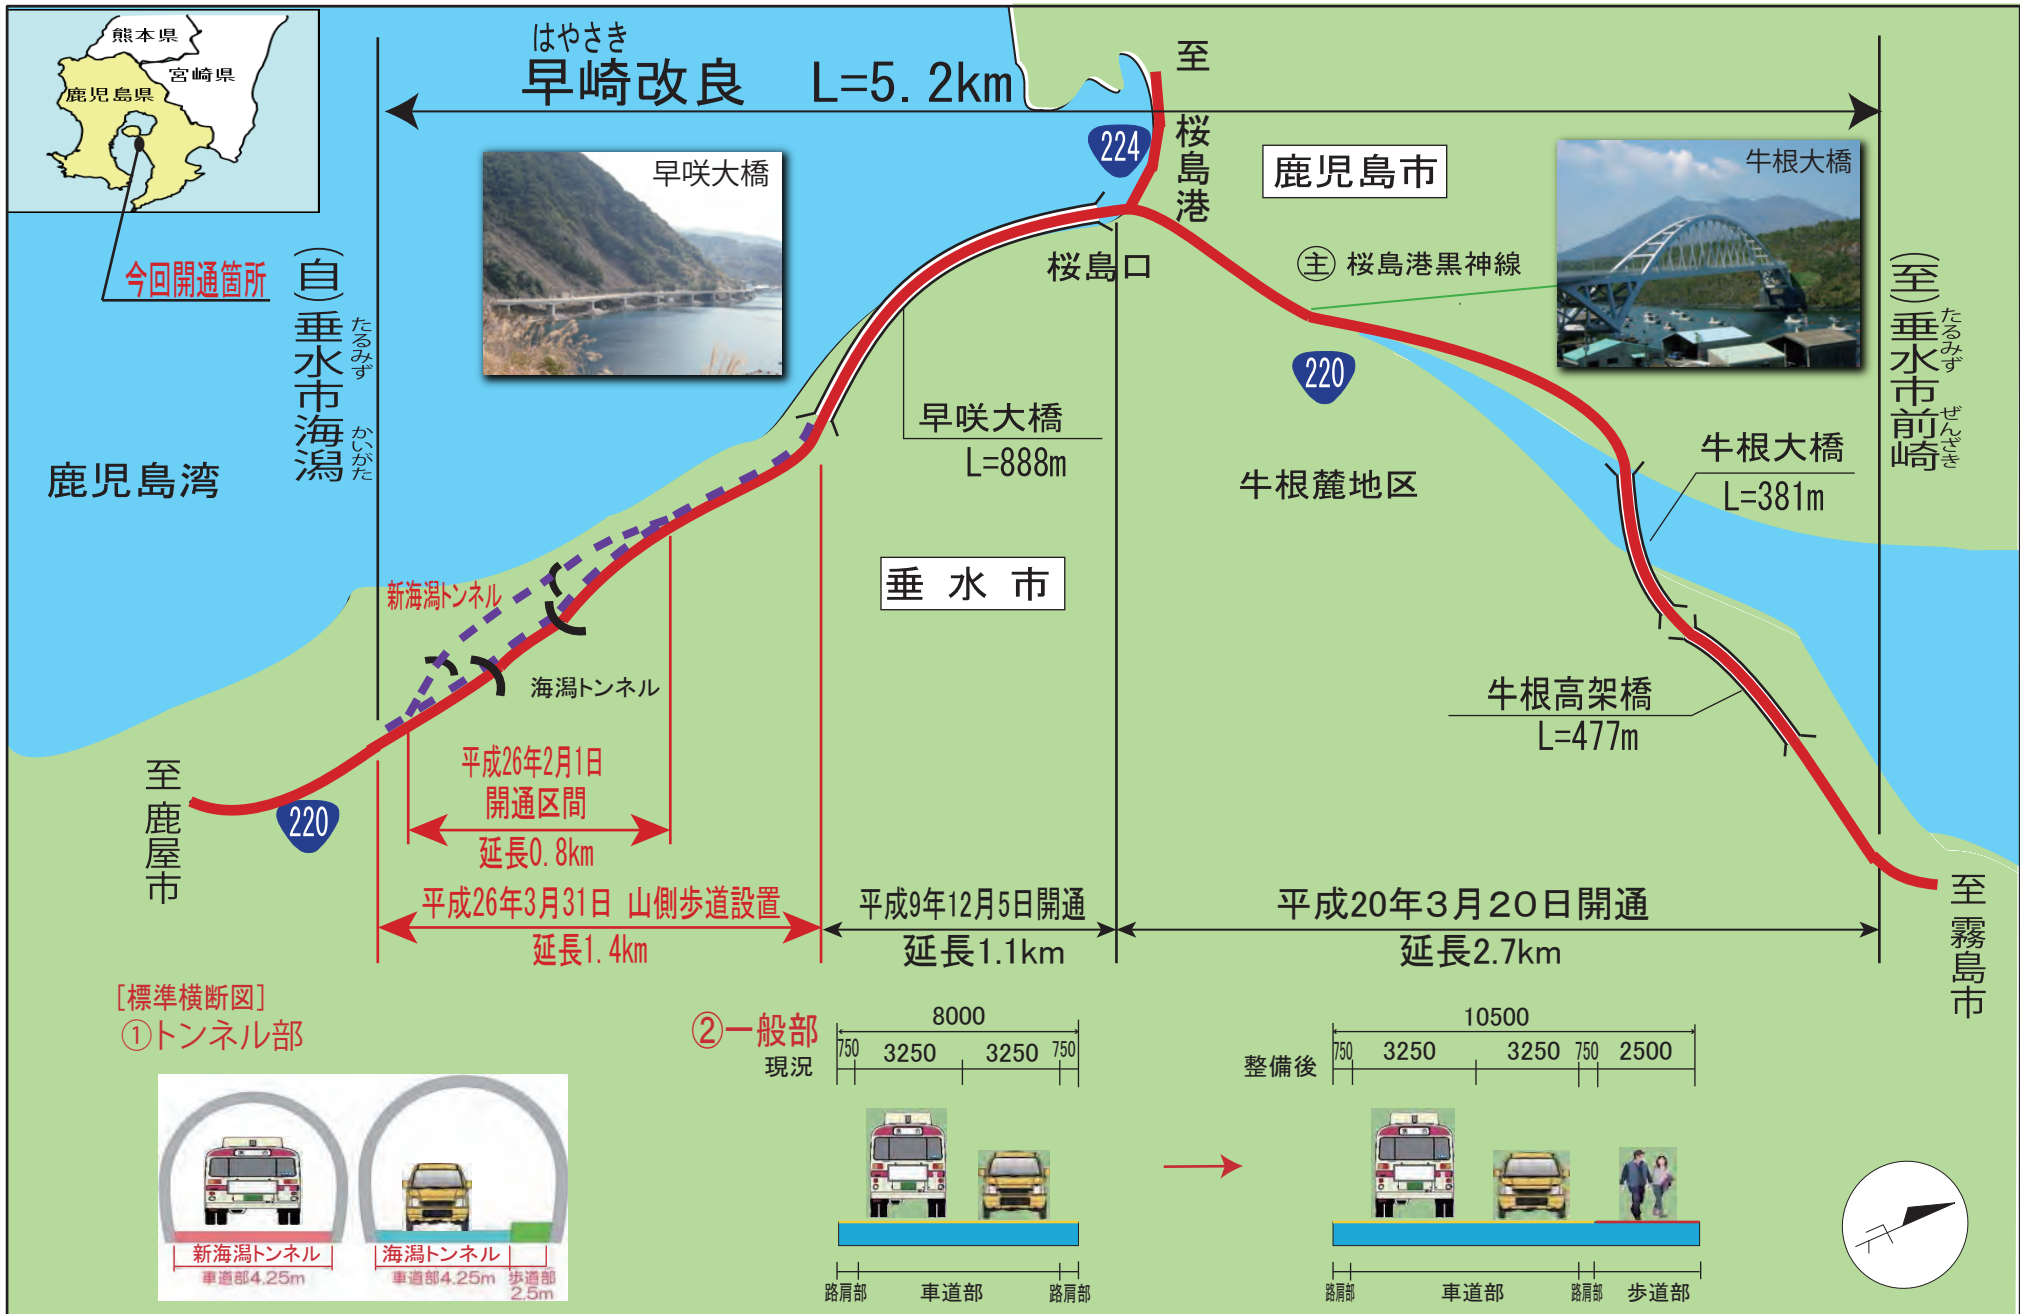 熊本県
宮崎県
鹿児島県
今回開通箇所
はやさき
早崎改良 L=5.2km
(自)垂水市海潟
たるみず かいがた
早咲大橋
224
至 桜島港
鹿児島市
牛根大橋
主 桜島港黒神線
桜島口
220
(至)垂水市前崎
たるみず ぜんざき
鹿児島湾
早咲大橋
L=888m
牛根麓地区
牛根大橋
L=381m
垂水市
新海潟トンネル
海潟トンネル
牛根高架橋
L=477m
至 鹿屋市
220
平成26年2月1日
開通区間
延長0.8km
平成26年3月31日 山側歩道設置
延長1.4km
平成9年12月5日開通
延長1.1km
平成20年3月20日開通
延長2.7km
至 霧島市
[標準横断図]
①トンネル部
新海潟トンネル
車道部4.25m
海潟トンネル
車道部4.25m
歩道部
2.5m
②一般部
現況
8000
750 3250 3250 750
路肩部 車道部 路肩部
整備後
10500
750 3250 3250 750 2500
路肩部 車道部 路肩部 歩道部